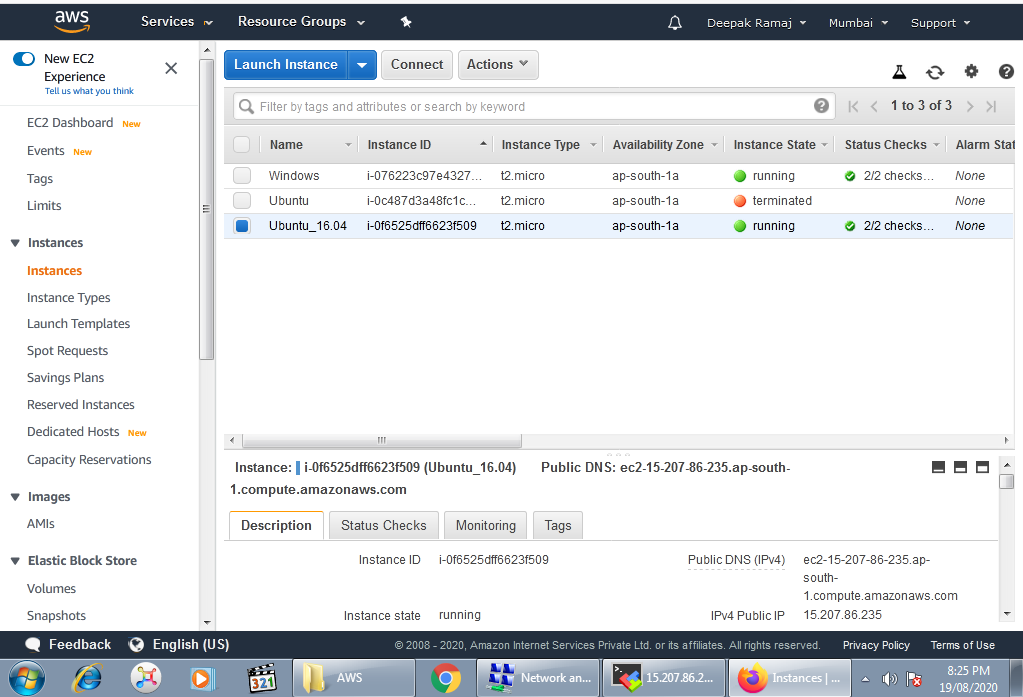 aws Services Resource Groups Deepak Ramaj Mumbai Support
New EC2
Experience
Tell us what you think
EC2 Dashboard New
Events New
Tags
Limits
Instances
Instances
Instance Types
Launch Templates
Spot Requests
Savings Plans
Reserved Instances
Dedicated Hosts New
Capacity Reservations
Images
AMIs
Elastic Block Store
Volumes
Snapshots
Launch Instance Connect Actions
Filter by tags and attributes or search by keyword 1 to 3 of 3
Name Instance ID Instance Type Availability Zone Instance State Status Checks Alarm Stat
Windows i-076223c97e4327... t2.micro ap-south-1a running 2/2 checks... None
Ubuntu i-0c487d3a48fc1c... t2.micro ap-south-1a terminated None
Ubuntu_16.04 i-0f6525dff6623f509 t2.micro ap-south-1a running 2/2 checks... None
Instance: i-0f6525dff6623f509 (Ubuntu_16.04) Public DNS: ec2-15-207-86-235.ap-south-
1.compute.amazonaws.com
Description Status Checks Monitoring Tags
Instance ID i-0f6525dff6623f509 Public DNS (IPv4) ec2-15-207-86-235.ap-
south-
1.compute.amazonaws.com
Instance state running IPv4 Public IP 15.207.86.235
Feedback English (US) © 2008 - 2020, Amazon Internet Services Private Ltd. or its affiliates. All rights reserved. Privacy Policy Terms of Use
321 AWS Network an... 15.207.86.2... Instances | ... 8:25 PM
19/08/2020